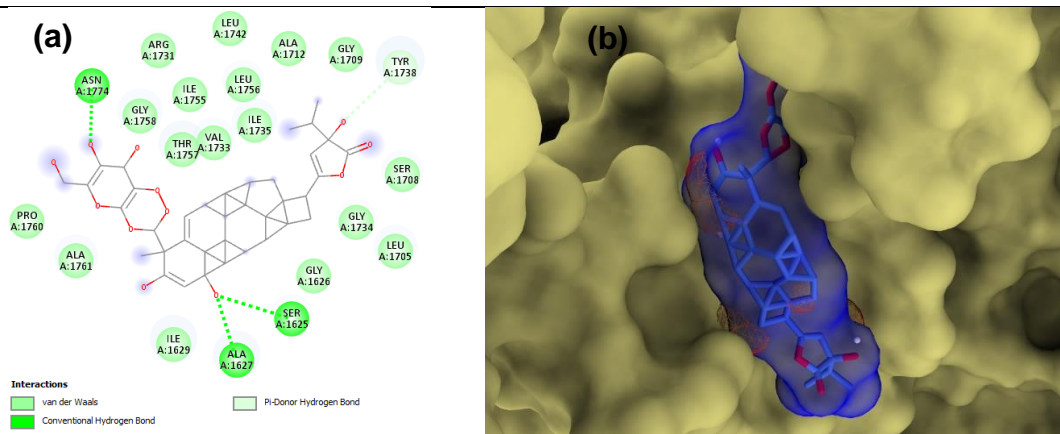 (a)
LEU
A:1742
ARG
A:1731
ALA
A:1712
GLY
A:1709
TYR
A:1738
ASN
A:1774
ILE
A:1755
LEU
A:1756
GLY
A:1758
ILE
A:1735
THR
A:1757
VAL
A:1733
SER
A:1708
PRO
A:1760
GLY
A:1734
ALA
A:1761
LEU
A:1705
GLY
A:1626
SER
A:1625
ILE
A:1629
ALA
A:1627
Interactions
van der Waals
Conventional Hydrogen Bond
Pi-Donor Hydrogen Bond
(b)